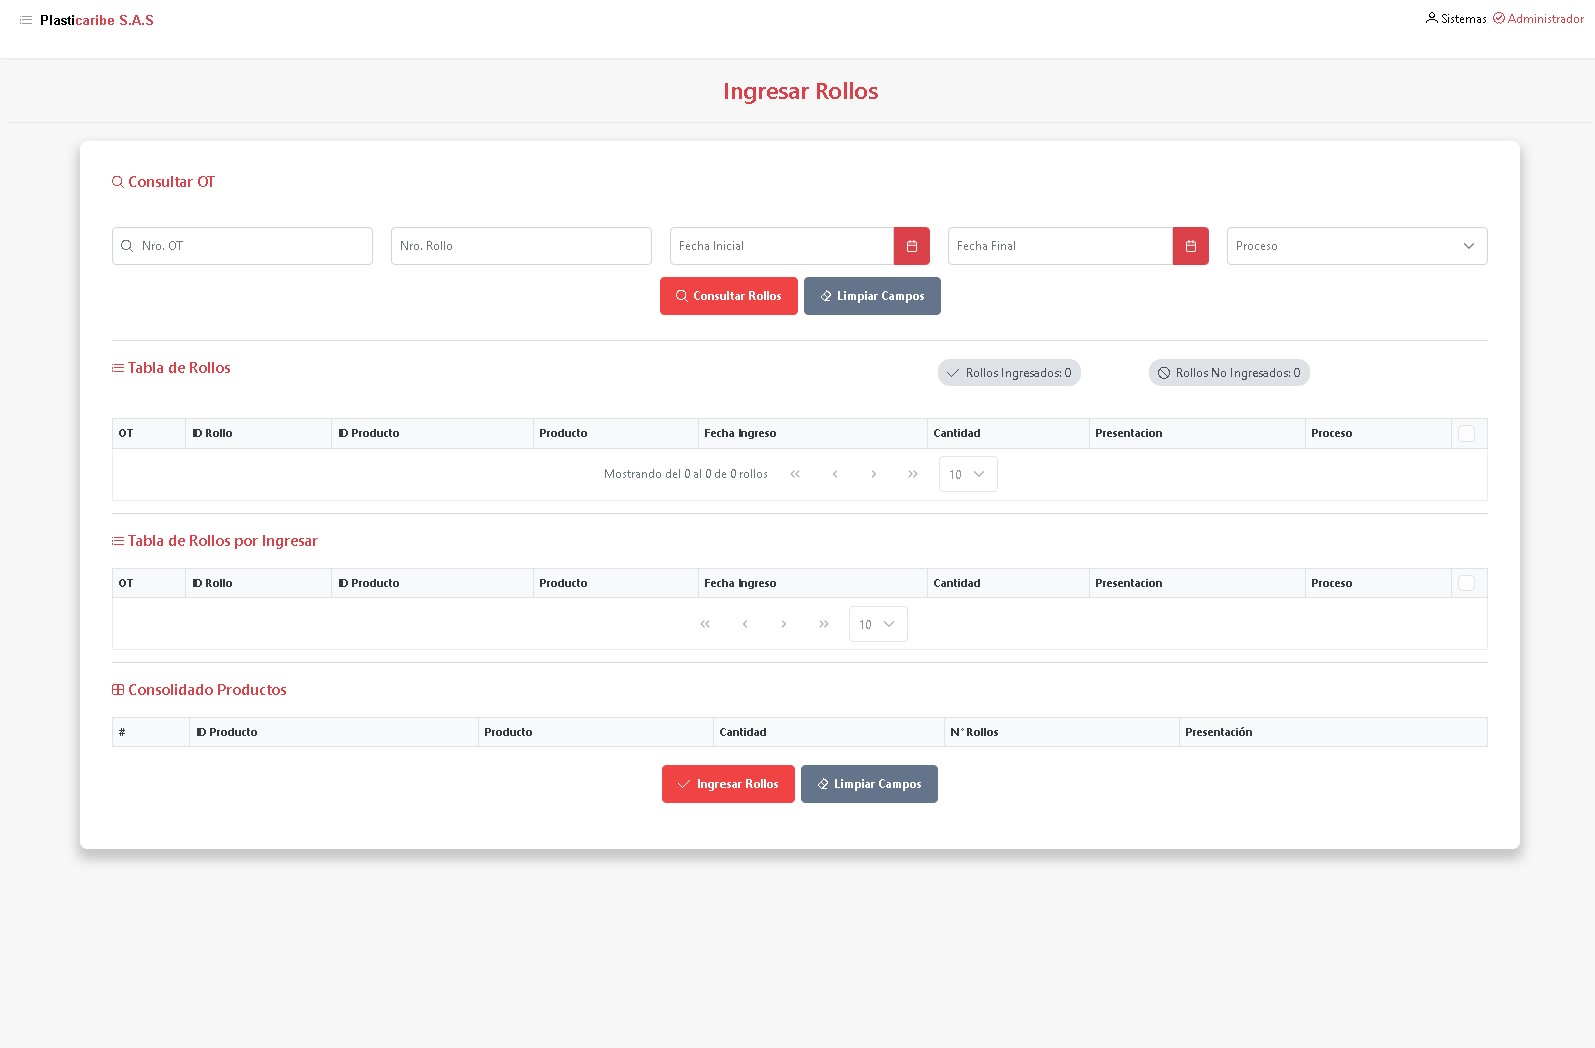 Plasticaribe S.A.S
Sistemas Administrador
Ingresar Rollos
Consultar OT
Nro. OT Nro. Rollo Fecha Inicial Fecha Final Proceso
Consultar Rollos Limpiar Campos
Tabla de Rollos Rollos Ingresados: 0 Rollos No Ingresados: 0
OT ID Rollo ID Producto Producto Fecha Ingreso Cantidad Presentacion Proceso
Mostrando del 0 al 0 de 0 rollos 10
Tabla de Rollos por Ingresar
OT ID Rollo ID Producto Producto Fecha Ingreso Cantidad Presentacion Proceso
10
Consolidado Productos
# ID Producto Producto Cantidad N° Rollos Presentación
Ingresar Rollos Limpiar Campos